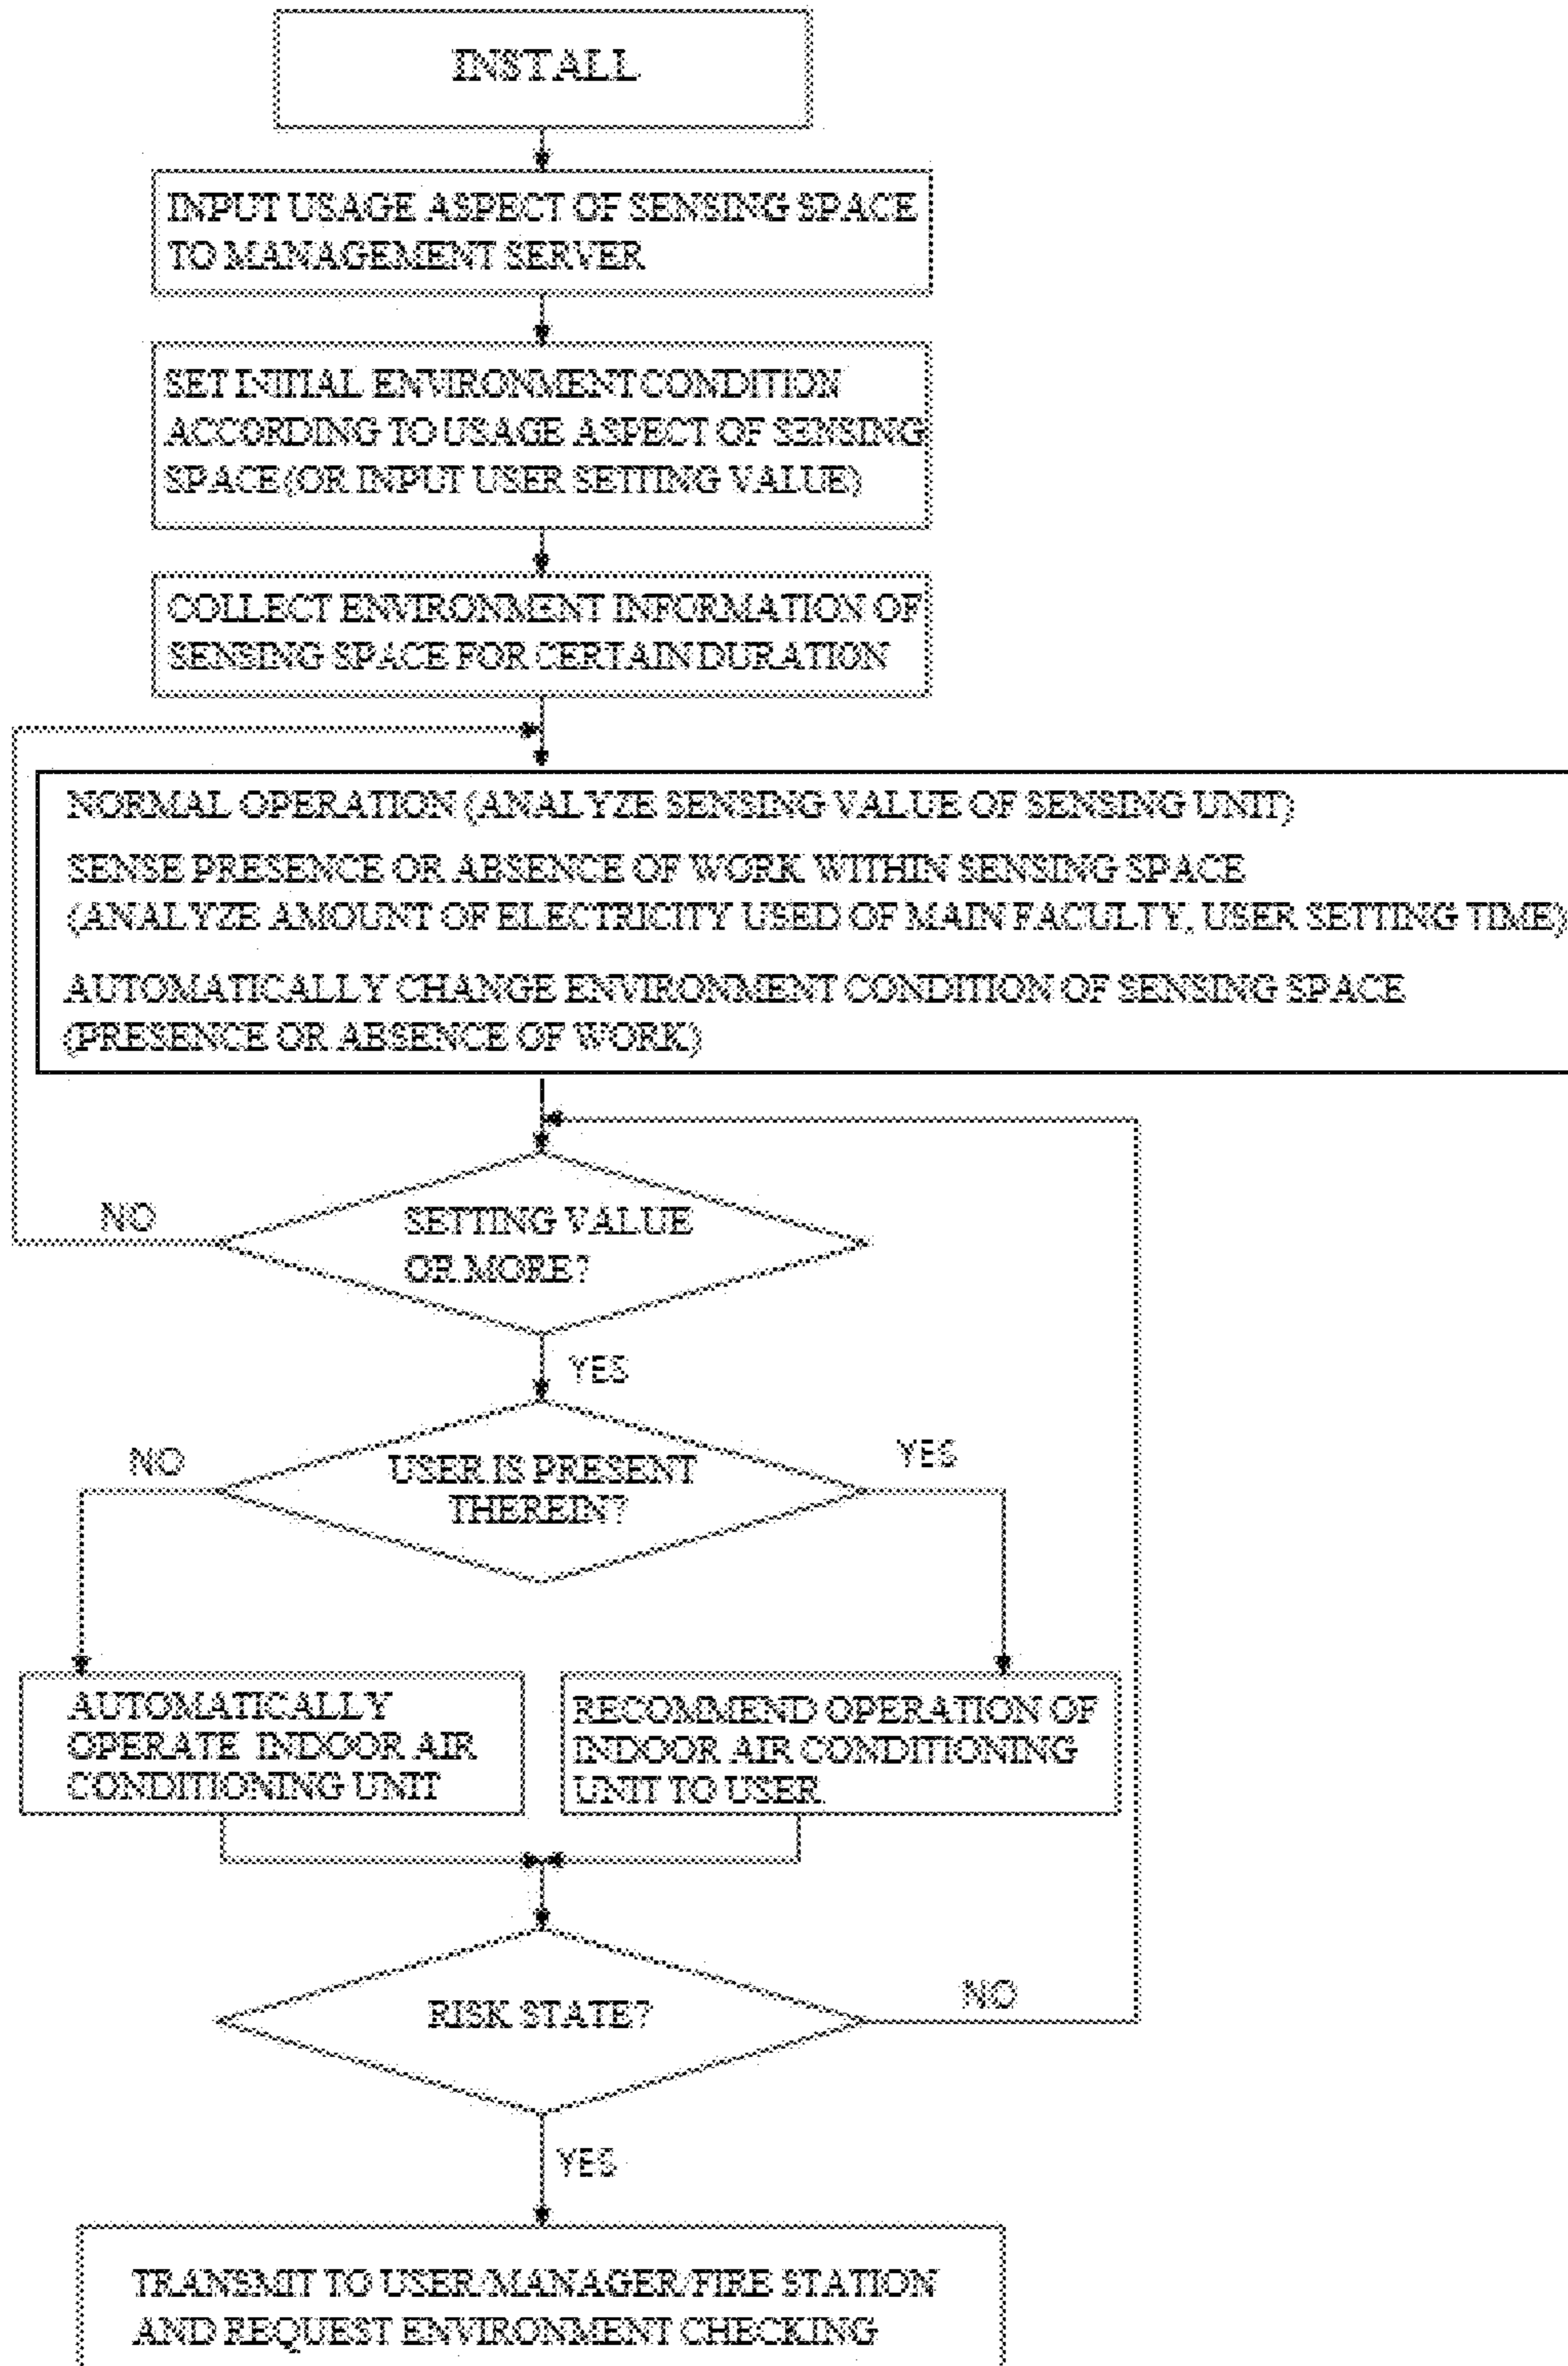 INSTALL
INPUT USAGE ASPECT OF SENSING SPACE
TO MANAGEMENT SERVER
SET INITIAL ENVIRONMENT CONDITION
ACCORDING TO USAGE ASPECT OF SENSING
SPACE (OR INPUT USER SETTING VALUE)
COLLECT ENVIRONMENT INFORMATION OF
SENSING SPACE FOR CERTAIN DURATION
NORMAL OPERATION (ANALYZE SENSING VALUE OF SENSING UNIT)
SENSE PRESENCE OR ABSENCE OF WORK WITHIN SENSING SPACE
(ANALYZE AMOUNT OF ELECTRICITY USED OF MAIN FACULTY, USER SETTING TIME)
AUTOMATICALLY CHANGE ENVIRONMENT CONDITION OF SENSING SPACE
(PRESENCE OR ABSENCE OF WORK)
NO
SETTING VALUE
OR MORE?
YES
NO
USER IS PRESENT
THEREIN?
YES
AUTOMATICALLY
OPERATE INDOOR AIR
CONDITIONING UNIT
RECOMMEND OPERATION OF
INDOOR AIR CONDITIONING
UNIT TO USER
RISK STATE?
NO
YES
TRANSMIT TO USER/MANAGER/FIRE STATION
AND REQUEST ENVIRONMENT CHECKING